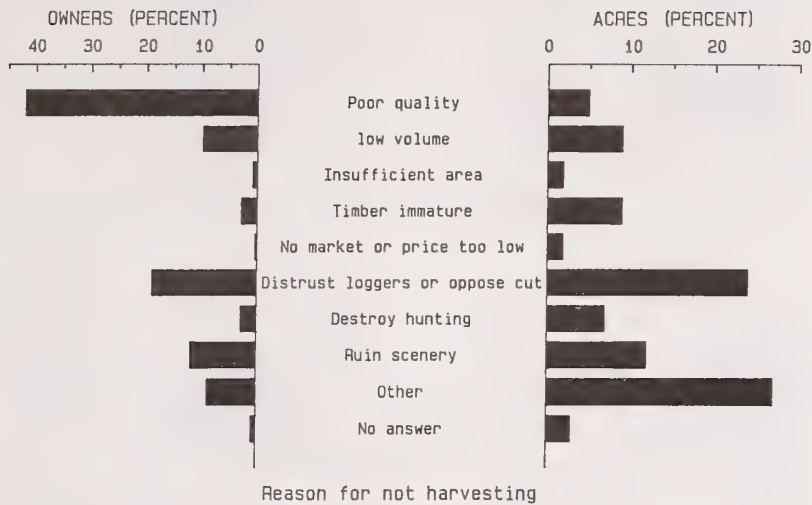 OWNERS (PERCENT) ACRES (PERCENT)
40 30 20 10 0 0 10 20 30
Poor quality
low volume
Insufficient area
Timber immature
No market or price too low
Distrust loggers or oppose cut
Destroy hunting
Ruin scenery
Other
No answer
Reason for not harvesting